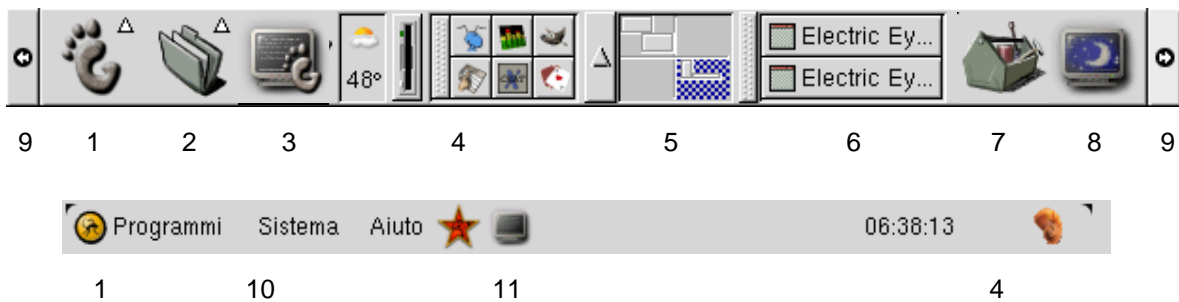 Electric Ey...
48º
Electric Ey...
9 1 2 3 4 5 6 7 8 9
Programmi Sistema Aiuto 06:38:13
1 10 11 4